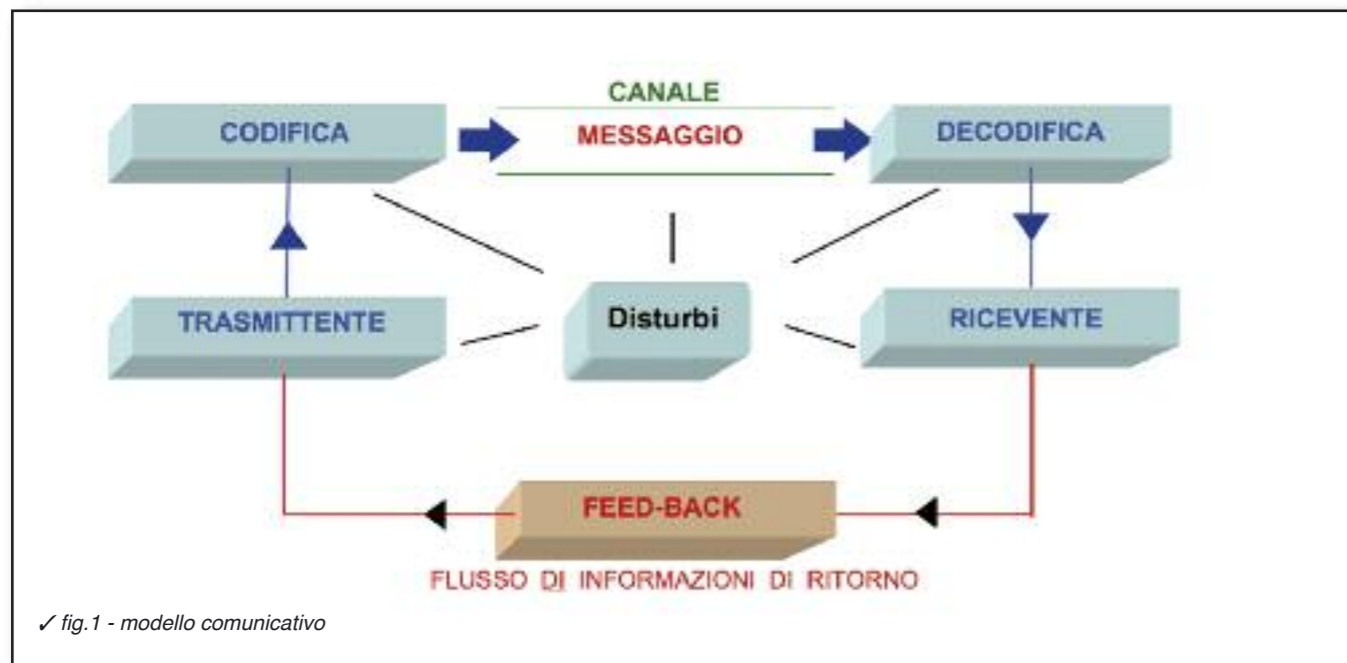 CANALE
CODIFICA
MESSAGGIO
DECODIFICA
TRASMITTENTE
Disturbi
RICEVENTE
FEED-BACK
FLUSSO DI INFORMAZIONI DI RITORNO
✓ fig.1 - modello comunicativo